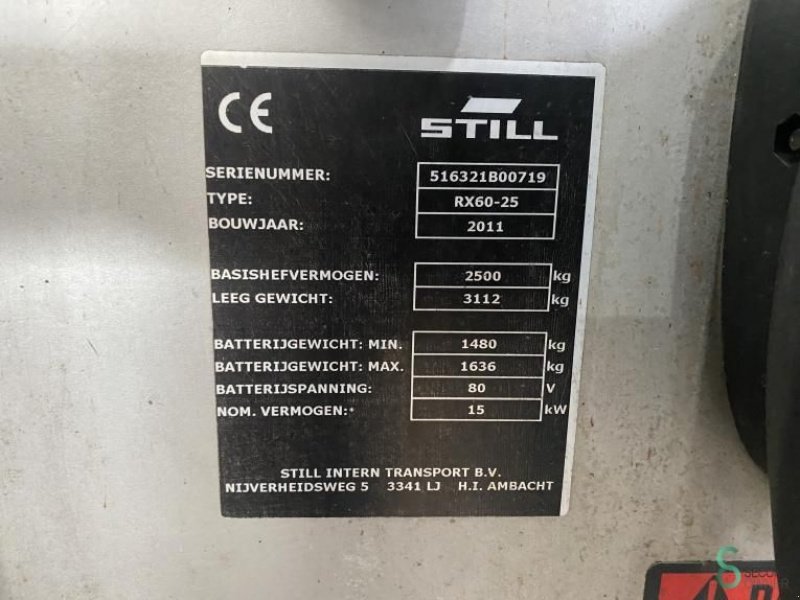 CE STILL
SERIENUMMER: 516321B00719
TYPE: RX60-25
BOUWJAAR: 2011
BASISHEFVERMOGEN: 2500 kg
LEEG GEWICHT: 3112 kg
BATTERIJGEWICHT: MIN. 1480 kg
BATTERIJGEWICHT: MAX. 1636 kg
BATTERIJSPANNING: 80 V
NOM. VERMOGEN:* 15 kW
STILL INTERN TRANSPORT B.V.
NIJVERHEIDSWEG 5 3341 LJ H.I. AMBACHT